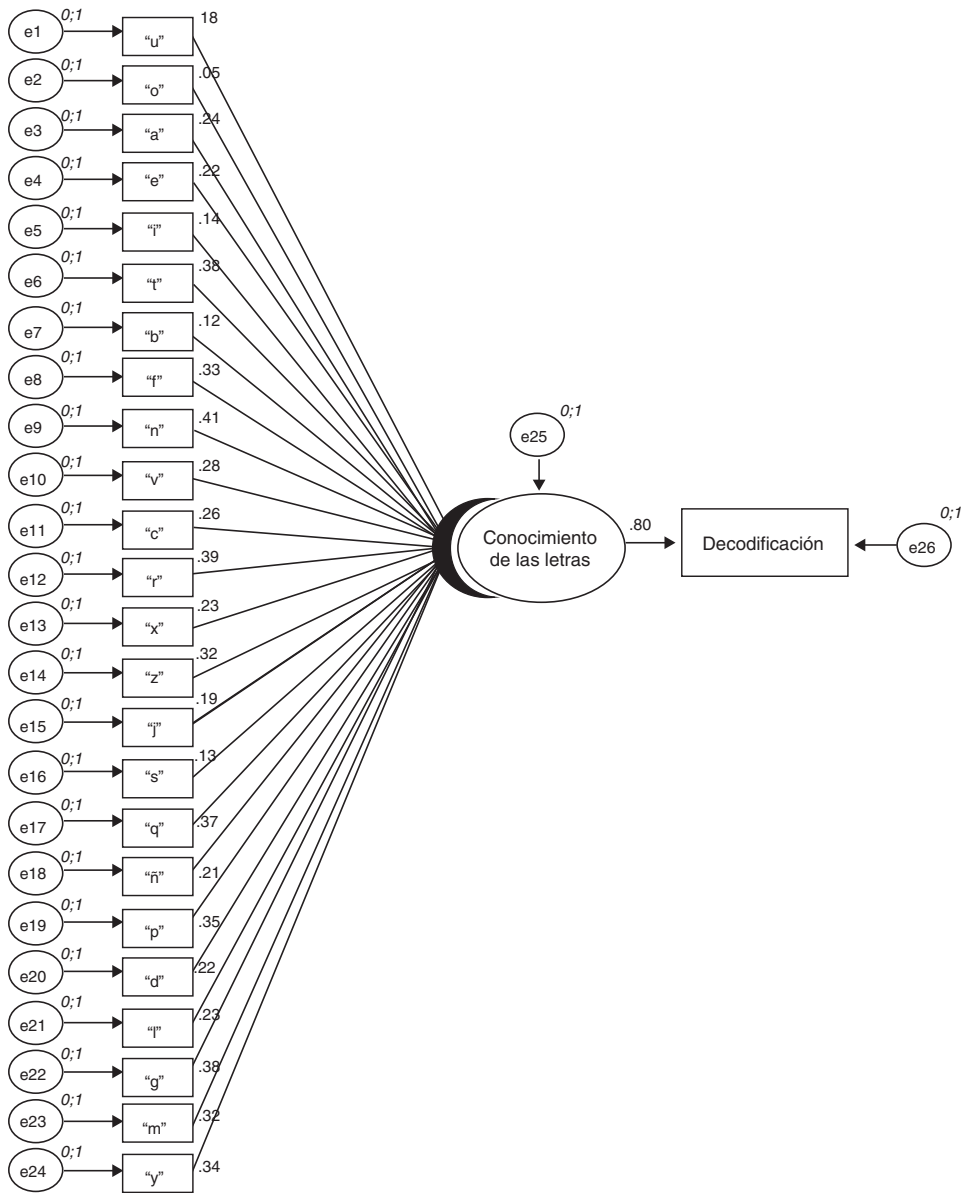 e1 0;1 “u” 18
e2 0;1 “o” .05
e3 0;1 “a” .24
e4 0;1 “e” .22
e5 0;1 “i” .14
e6 0;1 “t” .38
e7 0;1 “b” .12
e8 0;1 “f” .33
e9 0;1 “n” .41
e10 0;1 “v” .28
e11 0;1 “c” .26
e12 0;1 “r” .39
e13 0;1 “x” .23
e14 0;1 “z” .32
e15 0;1 “j” .19
e16 0;1 “s” .13
e17 0;1 “q” .37
e18 0;1 “ñ” .21
e19 0;1 “p” .35
e20 0;1 “d” .22
e21 0;1 “l” .23
e22 0;1 “g” .38
e23 0;1 “m” .32
e24 0;1 “y” .34
e25 0;1
Conocimiento
de las letras
.80
Decodificación
e26 0;1